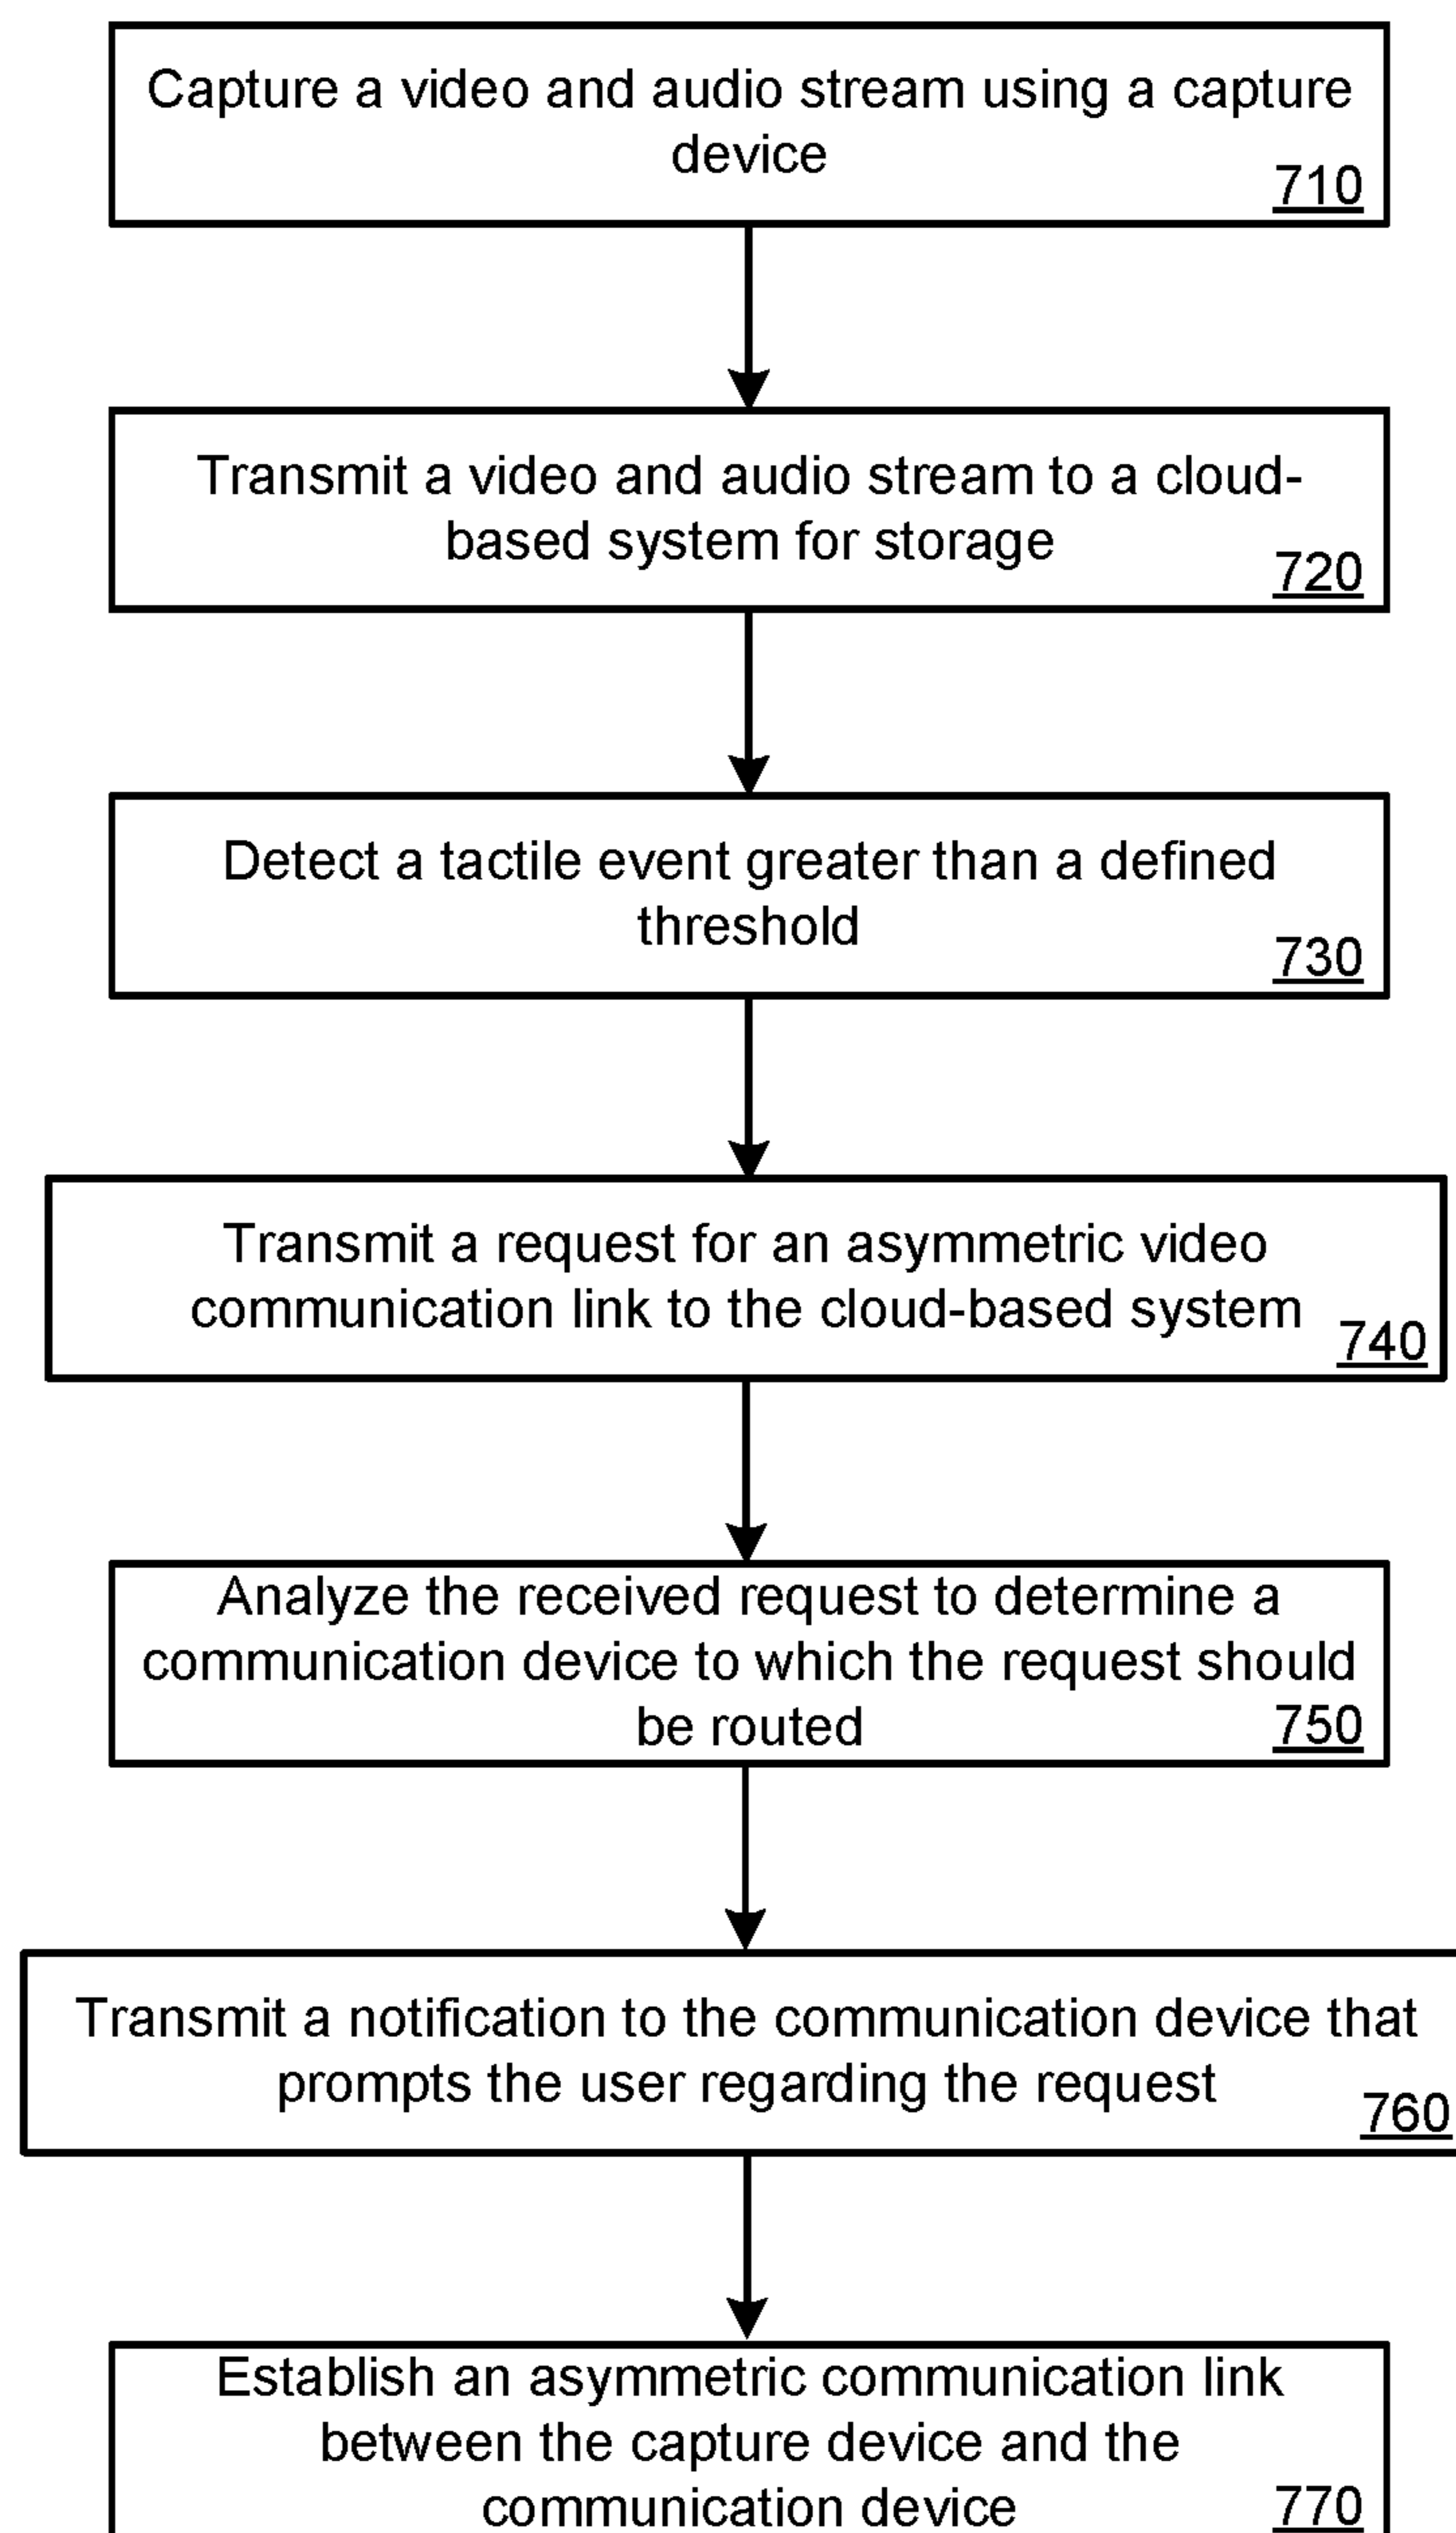 Capture a video and audio stream using a capture
device
710
Transmit a video and audio stream to a cloud-
based system for storage
720
Detect a tactile event greater than a defined
threshold
730
Transmit a request for an asymmetric video
communication link to the cloud-based system
740
Analyze the received request to determine a
communication device to which the request should
be routed
750
Transmit a notification to the communication device that
prompts the user regarding the request
760
Establish an asymmetric communication link
between the capture device and the
communication device
770